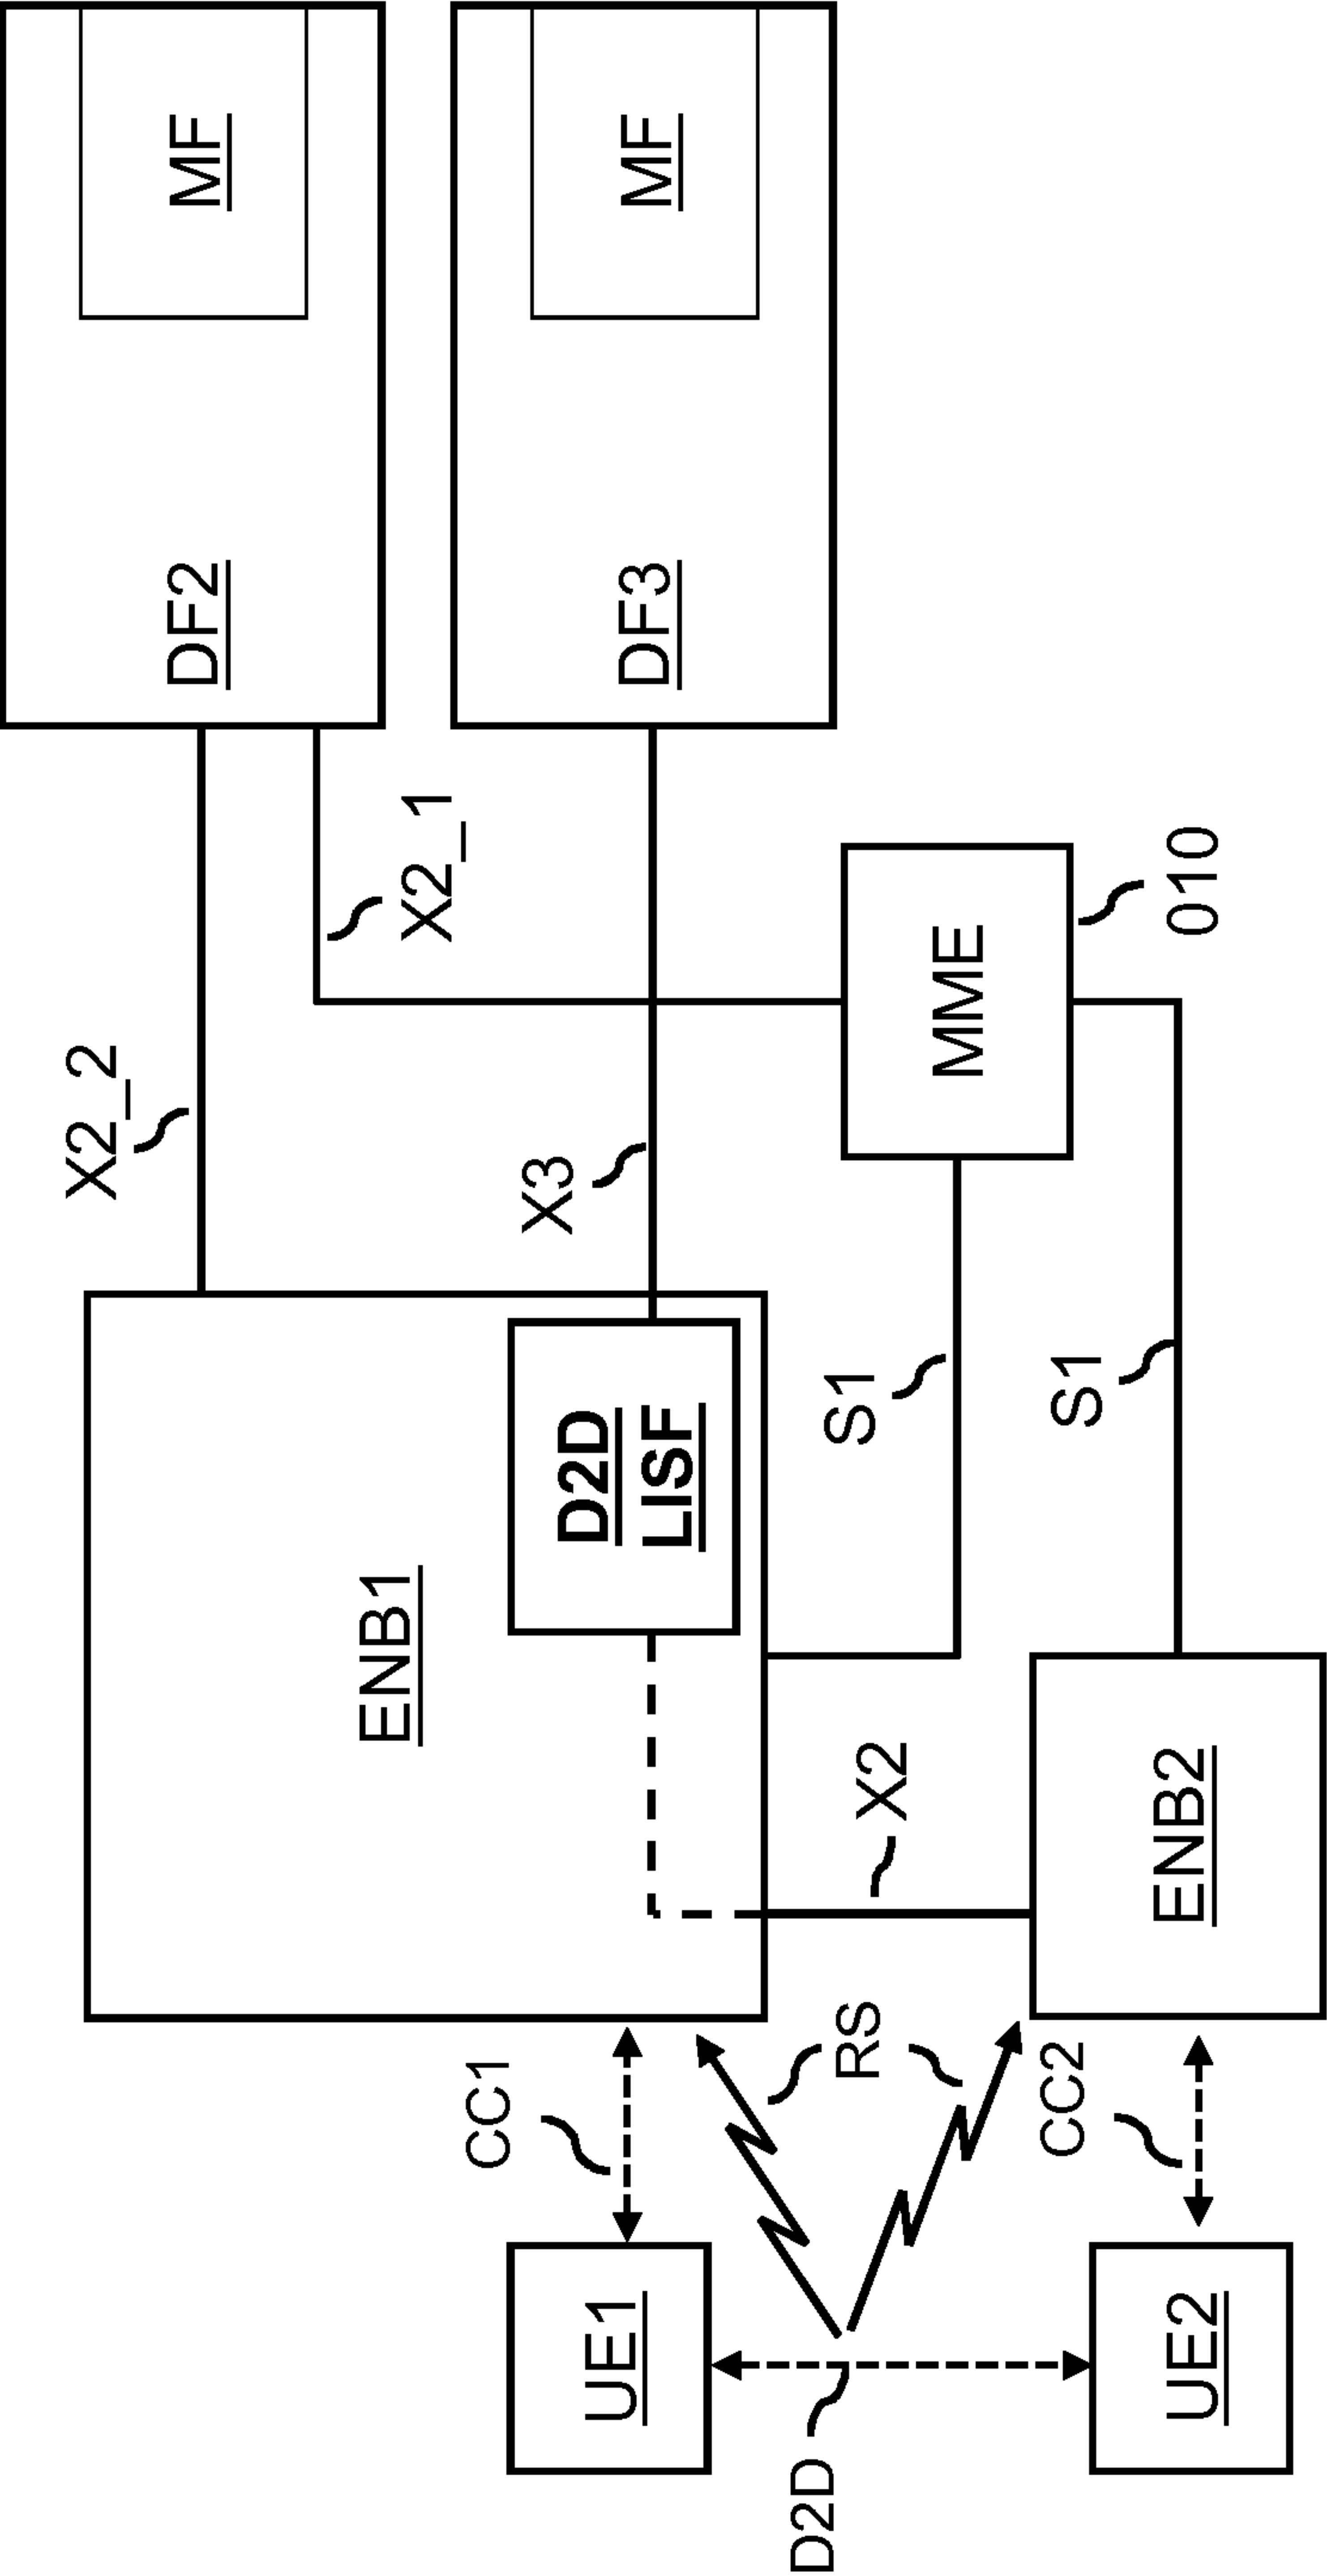 D2D
UE1
UE2
CC1
CC2
RS
ENB1
D2D
LISF
X2
ENB2
S1
S1
X2_2
X3
X2_1
MME
010
DF2
MF
DF3
MF